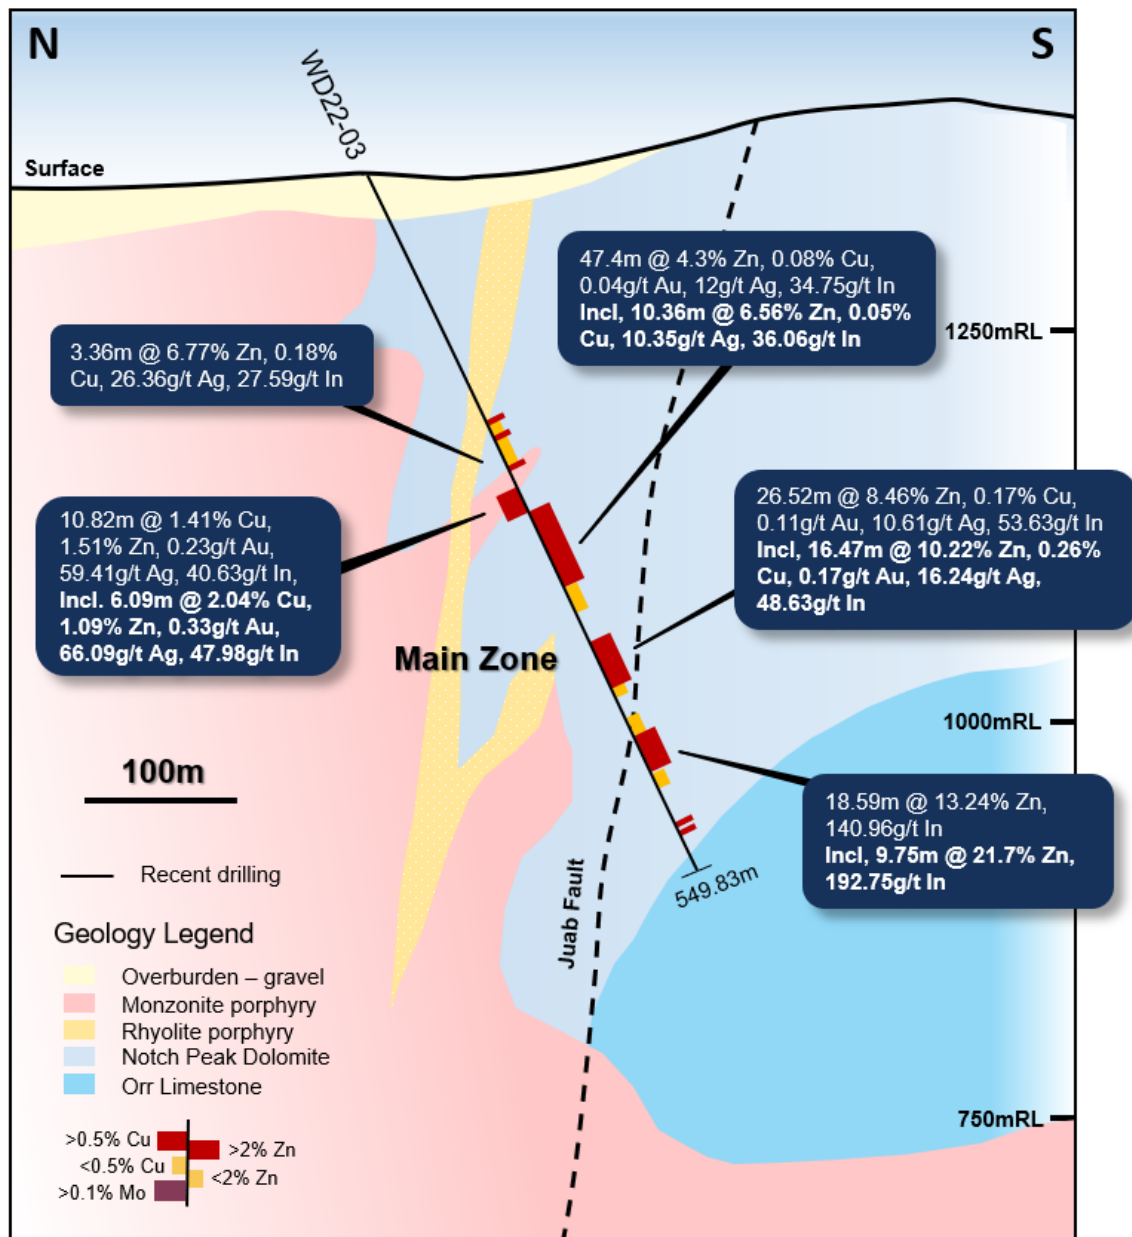 N
S
WD22-03
Surface
47.4m @ 4.3% Zn, 0.08% Cu,
0.04g/t Au, 12g/t Ag, 34.75g/t In
Incl, 10.36m @ 6.56% Zn, 0.05%
Cu, 10.35g/t Ag, 36.06g/t In
1250mRL
3.36m @ 6.77% Zn, 0.18%
Cu, 26.36g/t Ag, 27.59g/t In
26.52m @ 8.46% Zn, 0.17% Cu,
0.11g/t Au, 10.61g/t Ag, 53.63g/t In
Incl, 16.47m @ 10.22% Zn, 0.26%
Cu, 0.17g/t Au, 16.24g/t Ag,
48.63g/t In
10.82m @ 1.41% Cu,
1.51% Zn, 0.23g/t Au,
59.41g/t Ag, 40.63g/t In,
Incl. 6.09m @ 2.04% Cu,
1.09% Zn, 0.33g/t Au,
66.09g/t Ag, 47.98g/t In
Main Zone
1000mRL
100m
18.59m @ 13.24% Zn,
140.96g/t In
Incl, 9.75m @ 21.7% Zn,
192.75g/t In
549.83m
Juab Fault
Recent drilling
Geology Legend
Overburden – gravel
Monzonite porphyry
Rhyolite porphyry
Notch Peak Dolomite
Orr Limestone
750mRL
>0.5% Cu
>2% Zn
<0.5% Cu
<2% Zn
>0.1% Mo